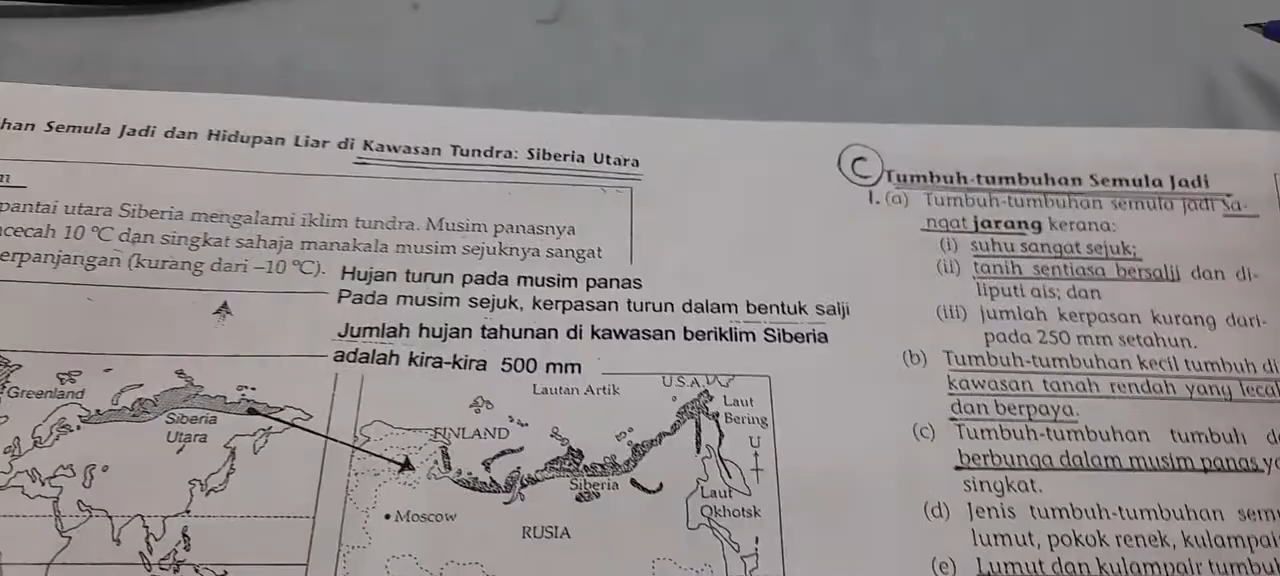 han Semula Jadi dan Hidupan Liar di Kawasan Tundra: Siberia Utara
pantai utara Siberia mengalami iklim tundra. Musim panasnya
cecah 10 °C dan singkat sahaja manakala musim sejuknya sangat
erpanjangan (kurang dari –10 °C).
Hujan turun pada musim panas
Pada musim sejuk, kerpasan turun dalam bentuk salji
Jumlah hujan tahunan di kawasan beriklim Siberia
adalah kira-kira 500 mm
Greenland
Siberia
Utara
Lautan Artik
U.S.A.
Laut
Bering
FINLAND
U
Siberia
Laut
Okhotsk
Moscow
RUSIA
C
Tumbuh-tumbuhan Semula Jadi
1. (a) Tumbuh-tumbuhan semula jadi sa-
ngat jarang kerana:
(i) suhu sangat sejuk;
(ii) tanih sentiasa bersalji dan di-
liputi ais; dan
(iii) jumlah kerpasan kurang dari-
pada 250 mm setahun.
(b) Tumbuh-tumbuhan kecil tumbuh di
kawasan tanah rendah yang leca
dan berpaya.
(c) Tumbuh-tumbuhan tumbuh d
berbunga dalam musim panas y
singkat.
(d) Jenis tumbuh-tumbuhan sem
lumut, pokok renek, kulampai
(e) Lumut dan kulampair tumbu